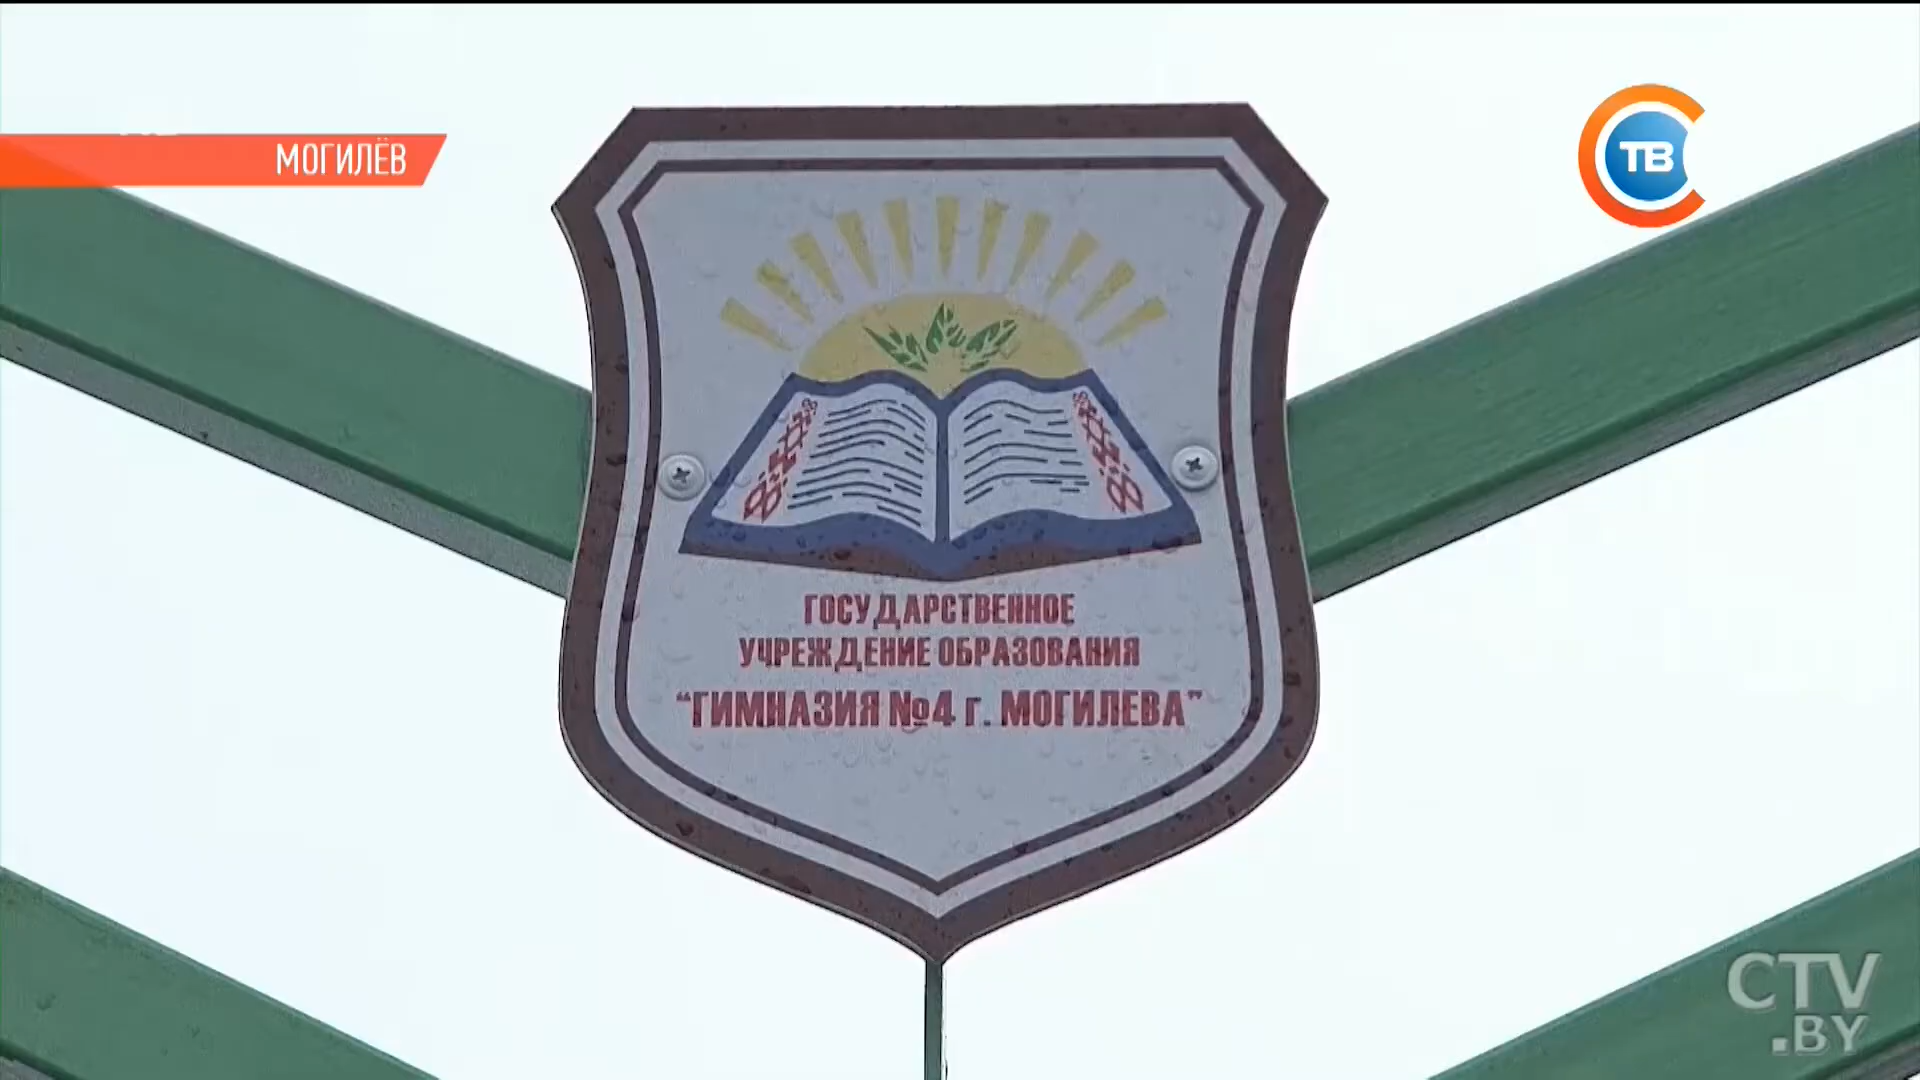 МОГИЛЁВ
ТВ
ГОСУДАРСТВЕННОЕ
УЧРЕЖДЕНИЕ ОБРАЗОВАНИЯ
“ГИМНАЗИЯ №4 г. МОГИЛЕВА”
CTV
.BY